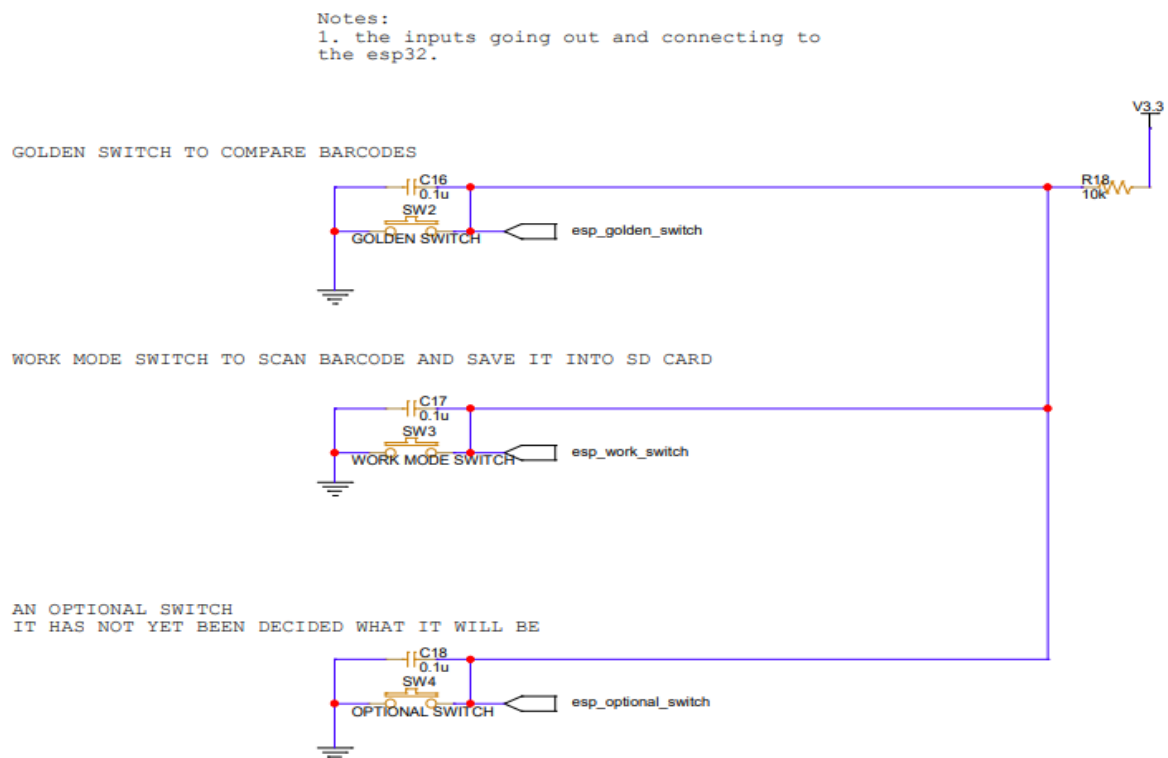 Notes:
1. the inputs going out and connecting to
the esp32.
V3.3
GOLDEN SWITCH TO COMPARE BARCODES
C16
0.1u
R18
10k
SW2
GOLDEN SWITCH
esp_golden_switch
WORK MODE SWITCH TO SCAN BARCODE AND SAVE IT INTO SD CARD
C17
0.1u
SW3
WORK MODE SWITCH
esp_work_switch
AN OPTIONAL SWITCH
IT HAS NOT YET BEEN DECIDED WHAT IT WILL BE
C18
0.1u
SW4
OPTIONAL SWITCH
esp_optional_switch